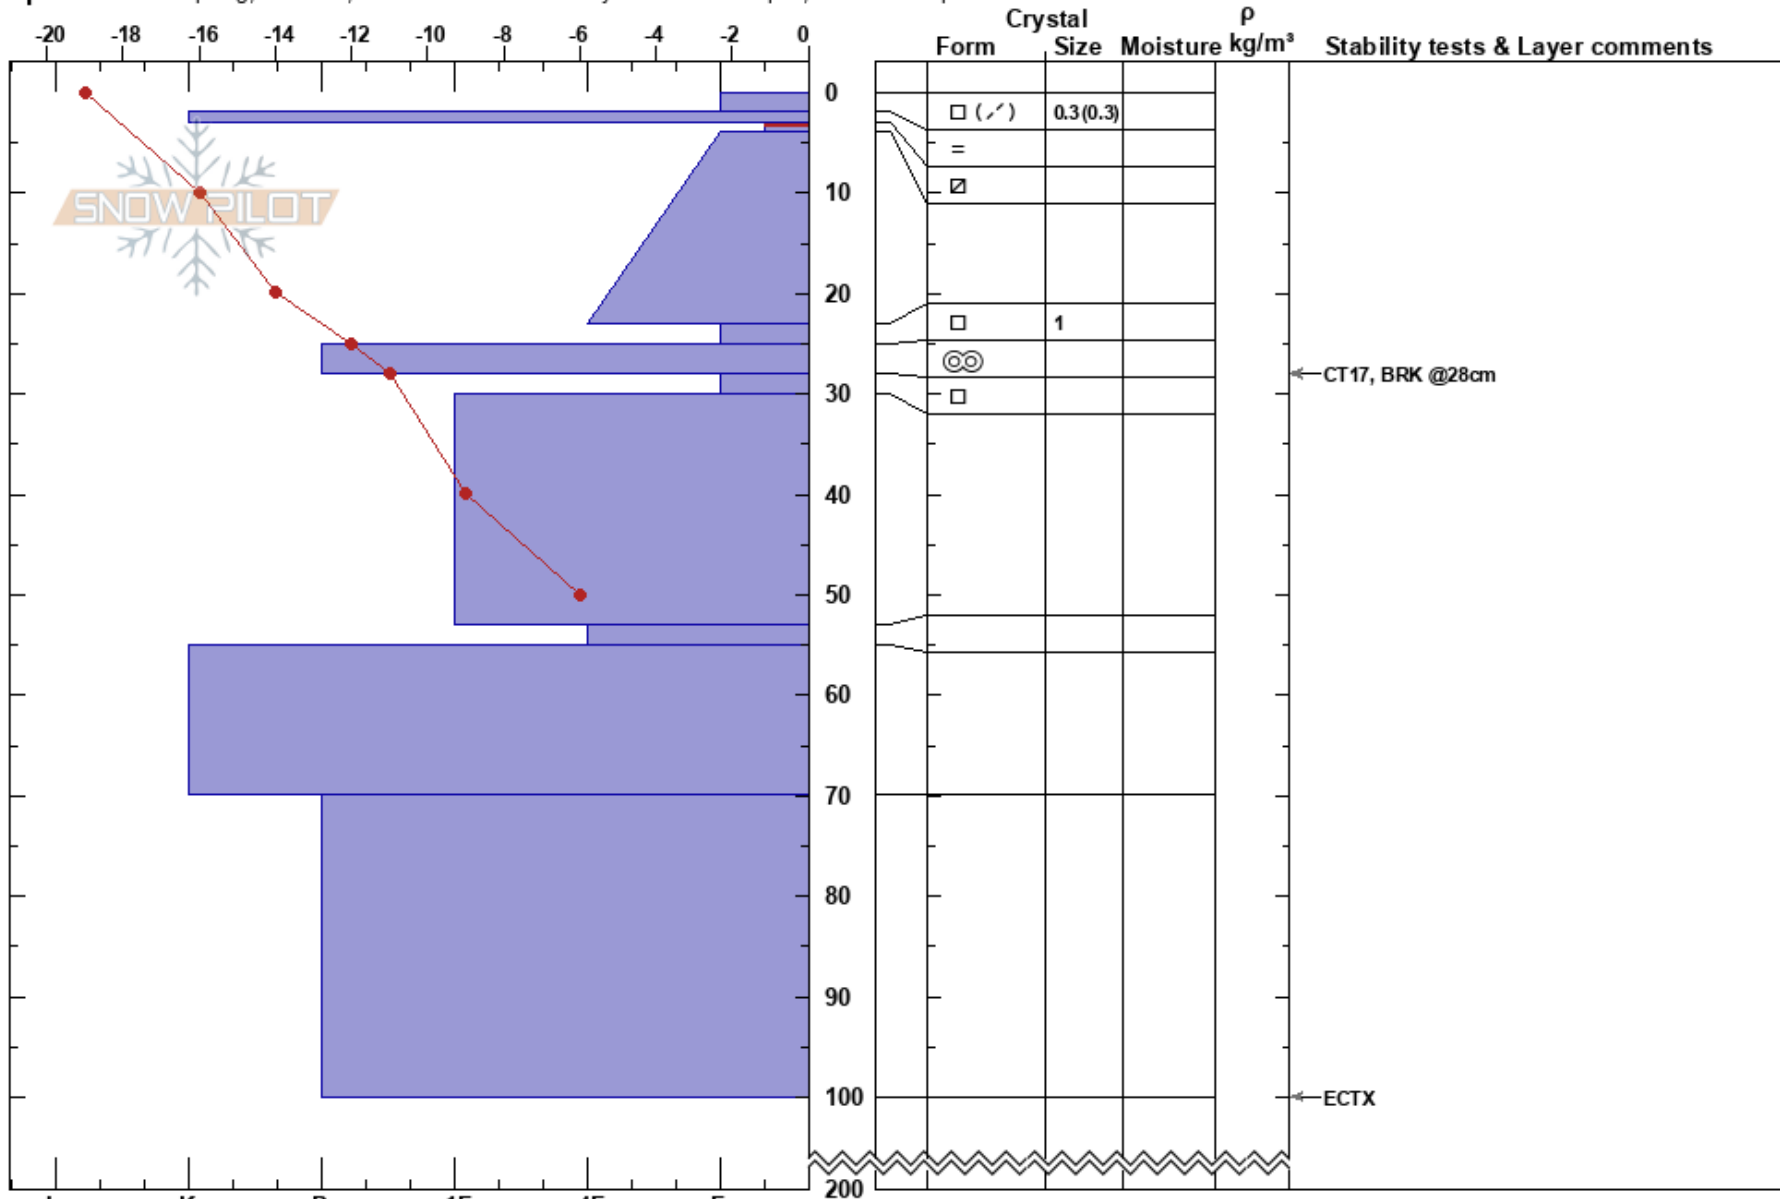 Crystal ρ
-20 -18 -16 -14 -12 -10 -8 -6 -4 -2 0 Form Size Moisture kg/m³ Stability tests & Layer comments
0
0.3(0.3)
=
10
SNOW PILOT
20
1
CT17, BRK @28cm
30
40
50
60
70
80
90
100 ECTX
200